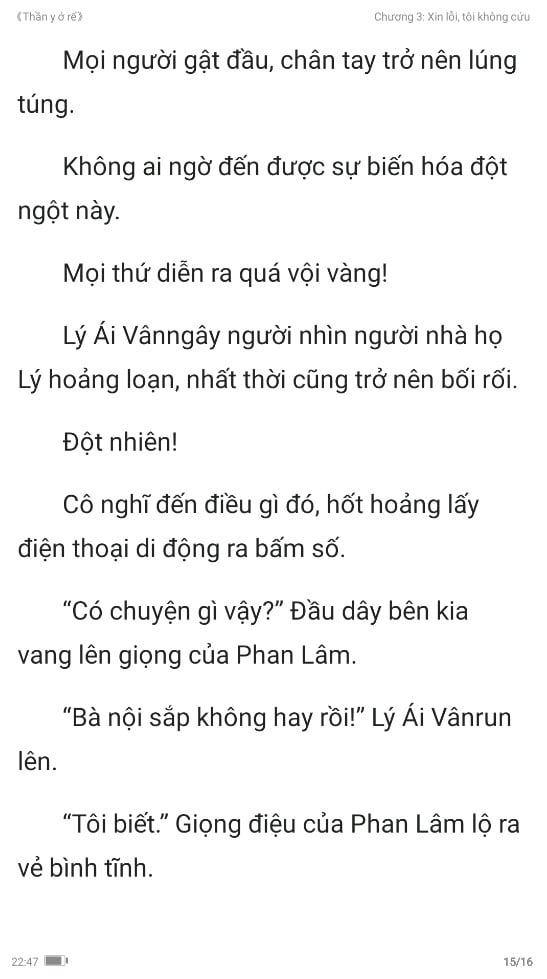 《Thần y ở rể》 Chương 3: Xin lỗi, tôi không cứu
Mọi người gật đầu, chân tay trở nên lúng
túng.
Không ai ngờ đến được sự biến hóa đột
ngột này.
Mọi thứ diễn ra quá vội vàng!
Lý Ái Vânngây người nhìn người nhà họ
Lý hoảng loạn, nhất thời cũng trở nên bối rối.
Đột nhiên!
Cô nghĩ đến điều gì đó, hốt hoảng lấy
điện thoại di động ra bấm số.
“Có chuyện gì vậy?” Đầu dây bên kia
vang lên giọng của Phan Lâm.
“Bà nội sắp không hay rồi!” Lý Ái Vânrun
lên.
“Tôi biết.” Giọng điệu của Phan Lâm lộ ra
vẻ bình tĩnh.
22:47 15/16